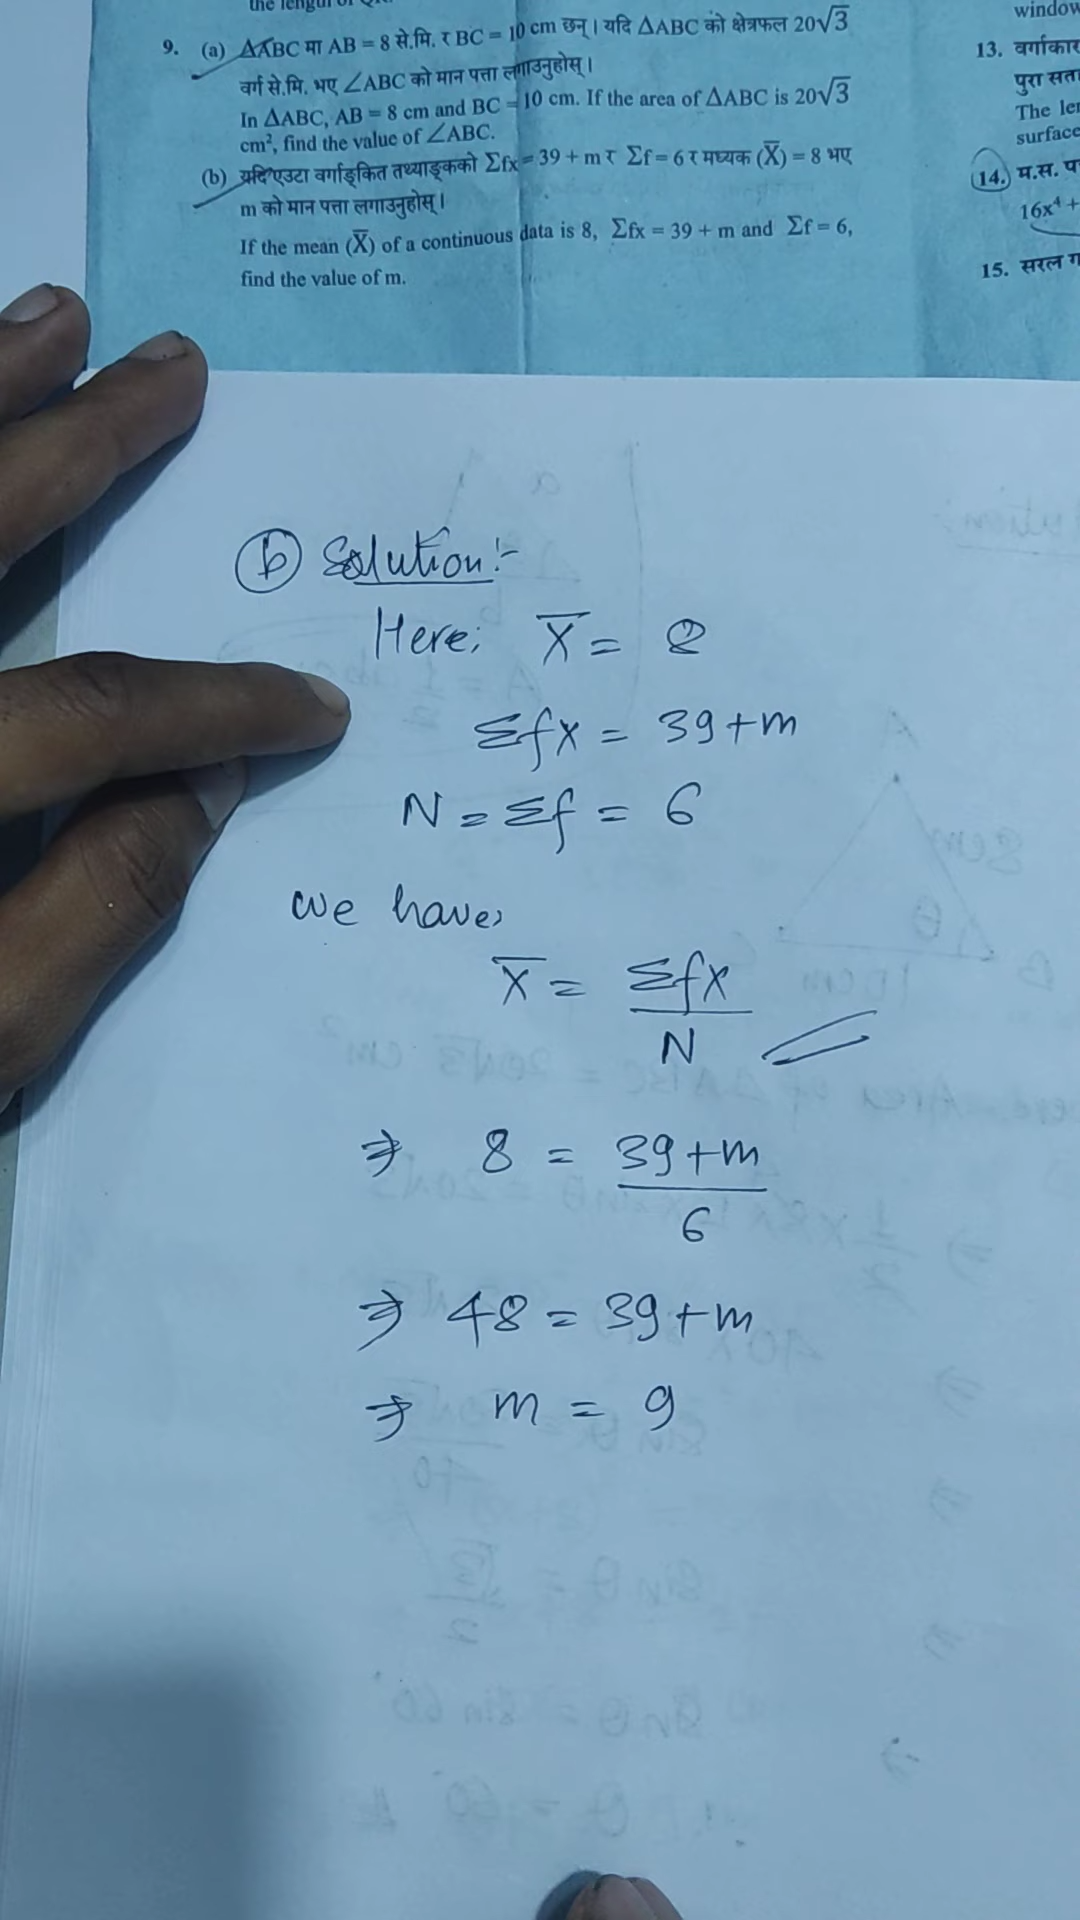 the length of
9. (a) ΔABC मा AB = 8 से.मि. र BC = 10 cm छन् । यदि ΔABC को क्षेत्रफल 20√3
वर्ग से.मि. भए ∠ABC को मान पत्ता लगाउनुहोस् ।
In ΔABC, AB = 8 cm and BC = 10 cm. If the area of ΔABC is 20√3
cm², find the value of ∠ABC.
(b) यदि एउटा वर्गाङ्कित तथ्याङ्कको Σfx = 39 + m र Σf = 6 र मध्यक (X̅) = 8 भए
m को मान पत्ता लगाउनुहोस् ।
If the mean (X̅) of a continuous data is 8, Σfx = 39 + m and Σf = 6,
find the value of m.
window
13. वर्गाकार
पुरा सत
The ler
surface
14. म.स. प
16x⁴ +
15. सरल ग
(b) Solution:-
Here; X̅ = 8
Σfx = 39+m
N = Σf = 6
we have,
X̅ = Σfx
N
⇒ 8 = 39+m
6
⇒ 48 = 39+m
⇒ m = 9